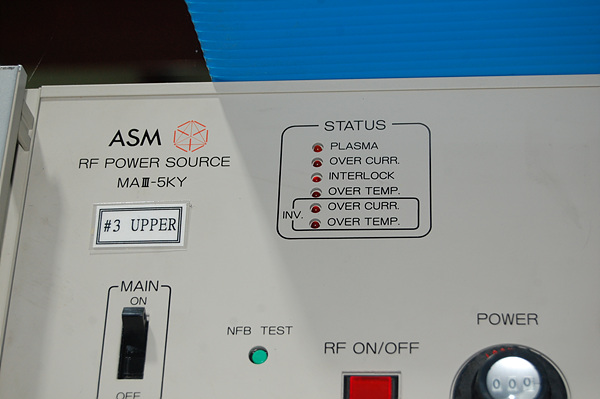 ASM
RF POWER SOURCE
MAⅢ-5KY
#3 UPPER
STATUS
PLASMA
OVER CURR.
INTERLOCK
OVER TEMP.
INV.
OVER CURR.
OVER TEMP.
MAIN
ON
OFF
NFB TEST
RF ON/OFF
POWER
000